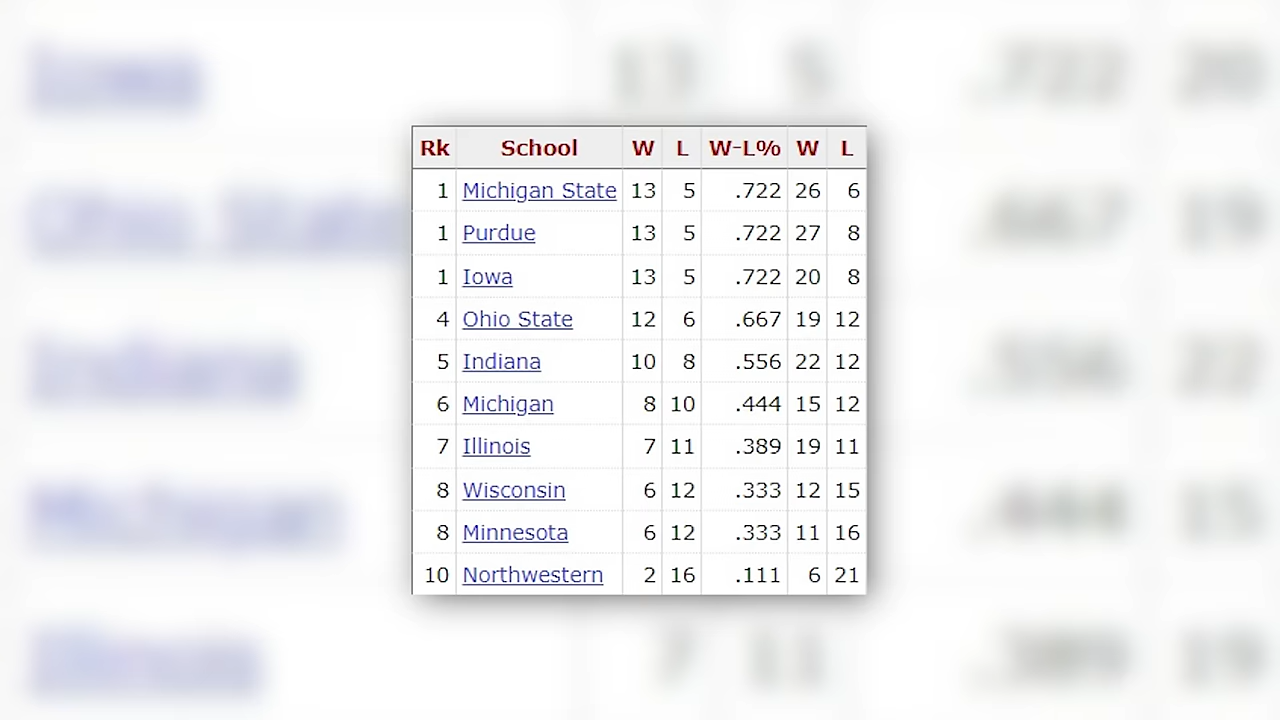 Rk School W L W-L% W L
1 Michigan State 13 5 .722 26 6
1 Purdue 13 5 .722 27 8
1 Iowa 13 5 .722 20 8
4 Ohio State 12 6 .667 19 12
5 Indiana 10 8 .556 22 12
6 Michigan 8 10 .444 15 12
7 Illinois 7 11 .389 19 11
8 Wisconsin 6 12 .333 12 15
8 Minnesota 6 12 .333 11 16
10 Northwestern 2 16 .111 6 21